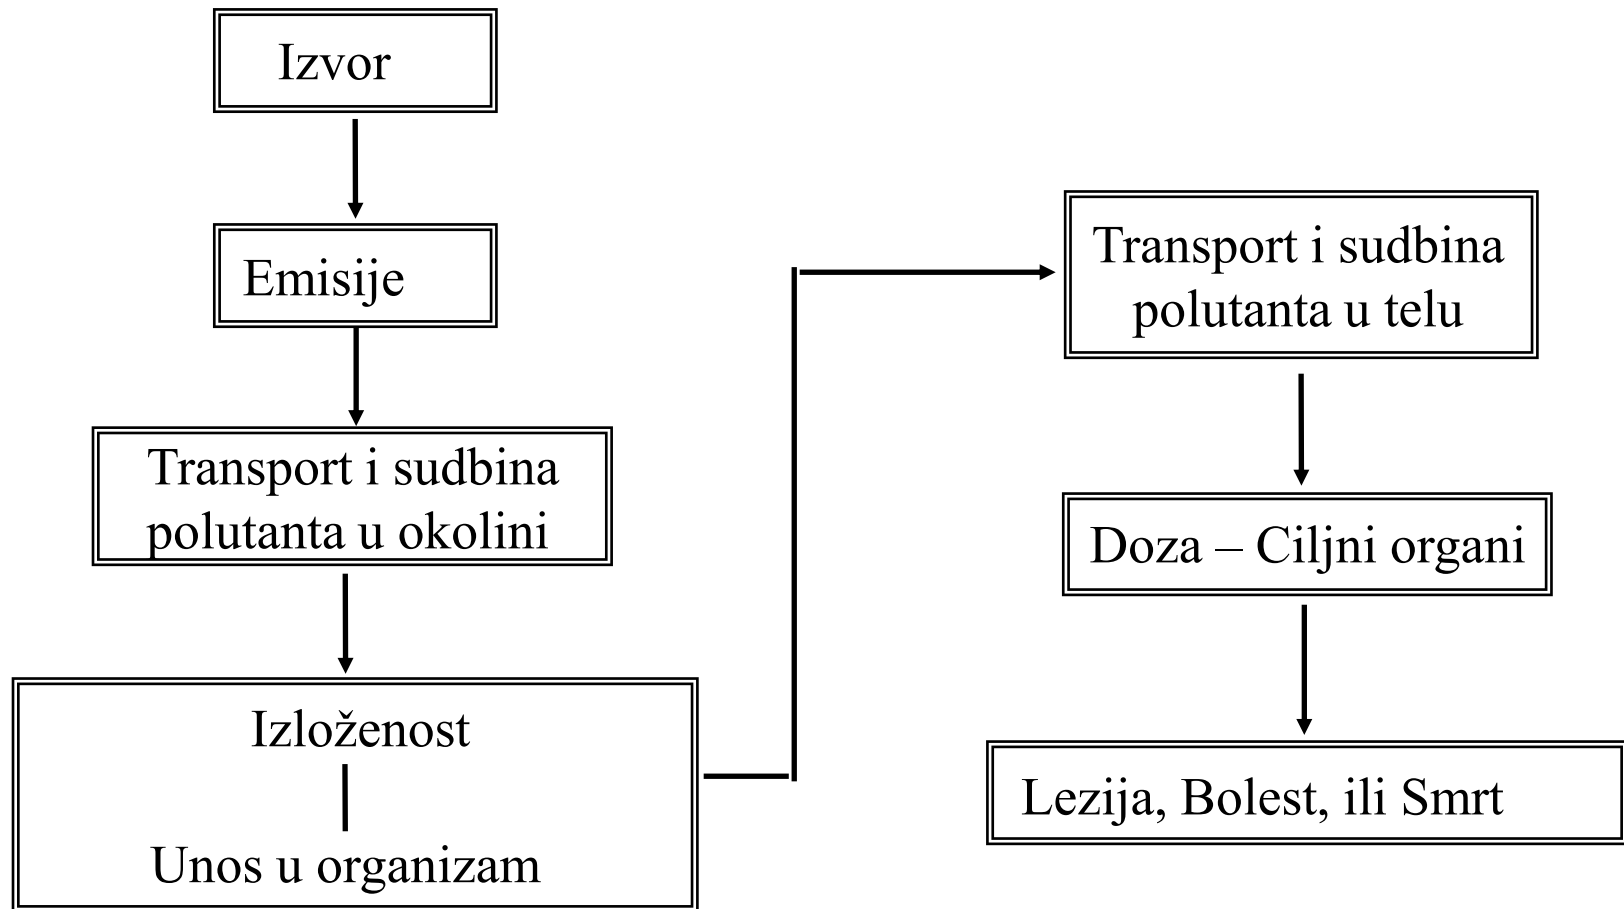 Izvor
Emisije
Transport i sudbina
polutanta u okolini
Izloženost
Unos u organizam
Transport i sudbina
polutanta u telu
Doza – Ciljni organi
Lezija, Bolest, ili Smrt